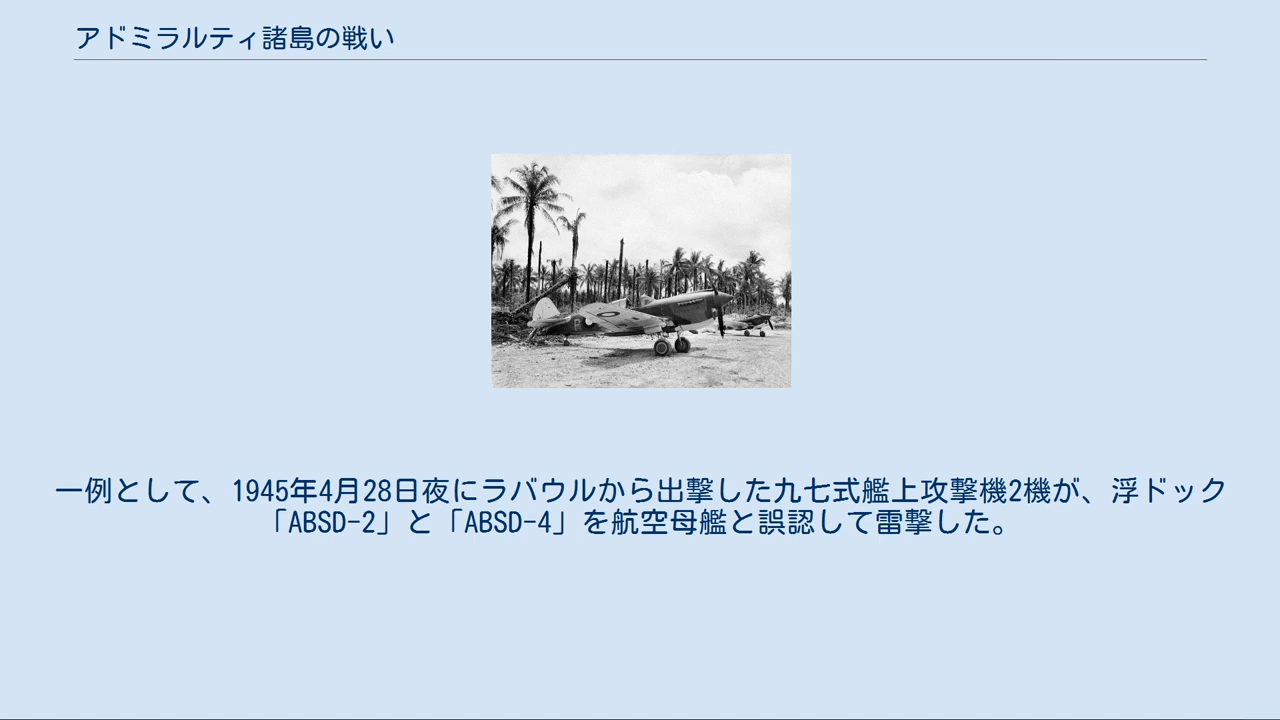 アドミラルティ諸島の戦い
一例として、1945年4月28日夜にラバウルから出撃した九七式艦上攻撃機2機が、浮ドック
「ABSD-2」と「ABSD-4」を航空母艦と誤認して雷撃した。